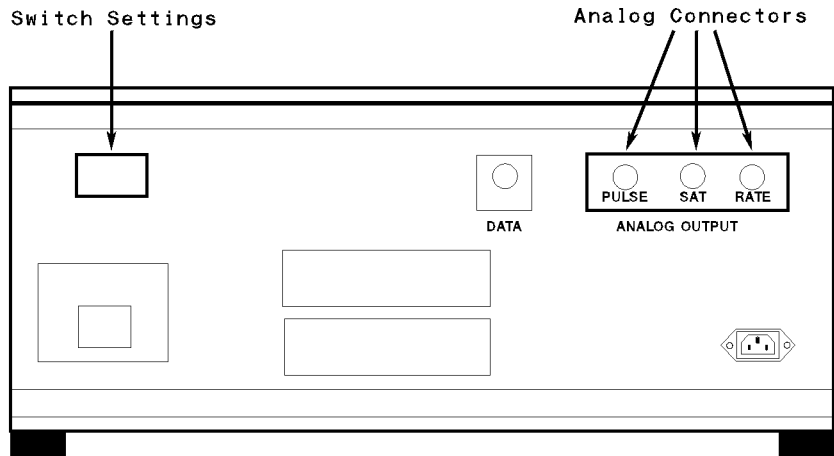 Switch Settings
Analog Connectors
PULSE SAT RATE
DATA
ANALOG OUTPUT